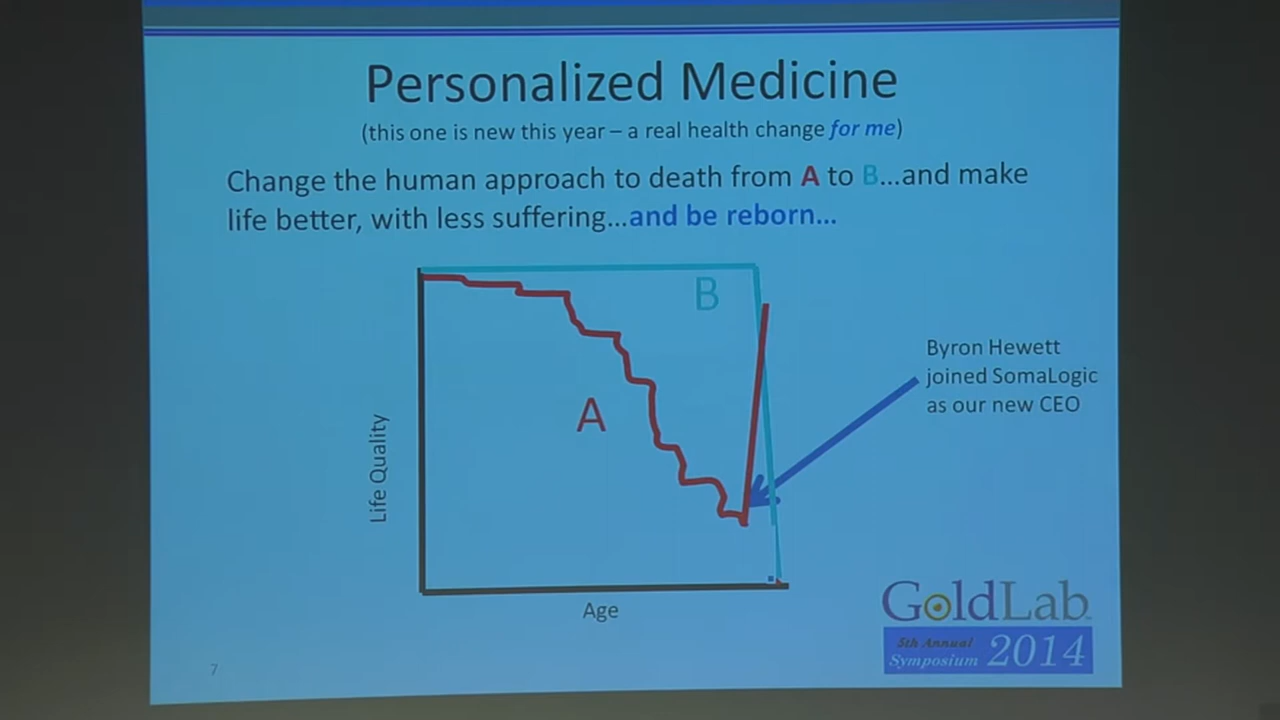 Personalized Medicine
(this one is new this year – a real health change for me)
Change the human approach to death from A to B...and make
life better, with less suffering...and be reborn...
B
A
Byron Hewett
joined SomaLogic
as our new CEO
Life Quality
Age
GoldLab
5th Annual
Symposium 2014
7